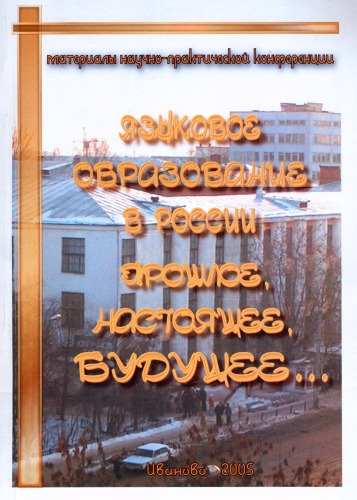 материалы научно-практической конференции
ЯЗЫКОВОЕ
ОБРАЗОВАНИЕ
В РОССИИ
ПРОШЛОЕ,
НАСТОЯЩЕЕ,
БУДУЩЕЕ...
Иваново - 2005